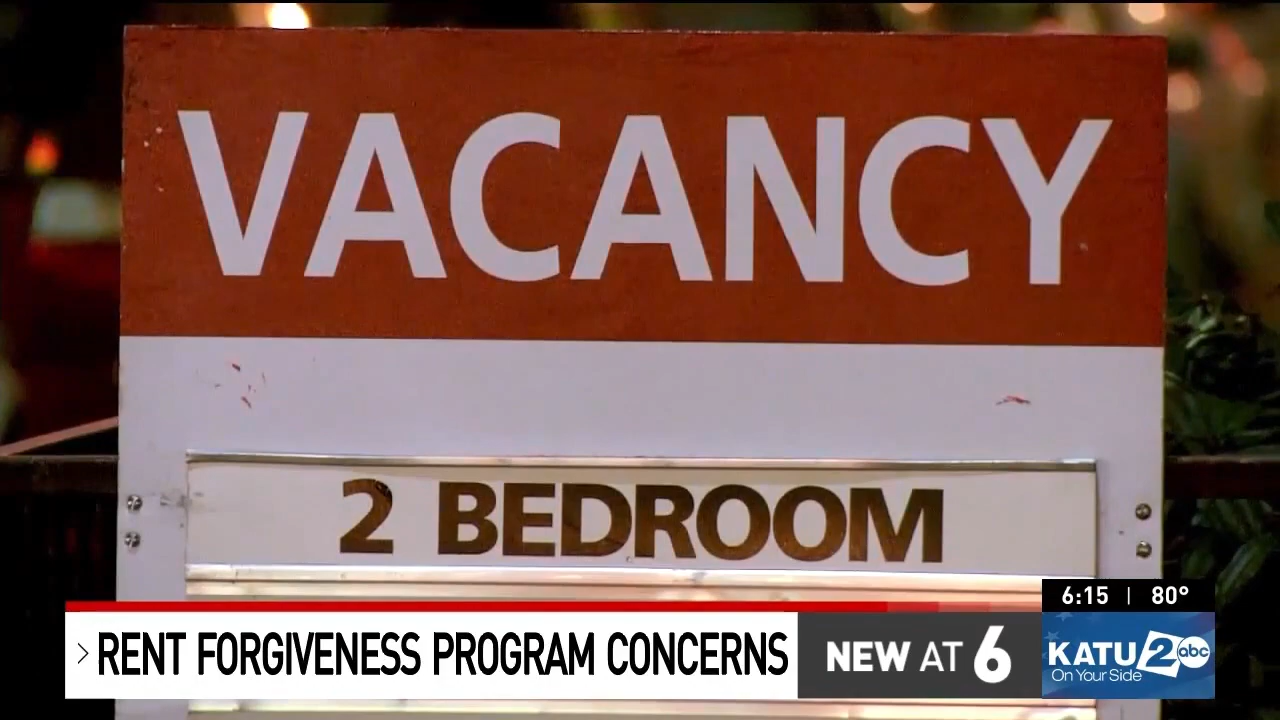 VACANCY
2 BEDROOM
6:15 | 80°
> RENT FORGIVENESS PROGRAM CONCERNS
NEW AT 6
KATU 2 abc
On Your Side